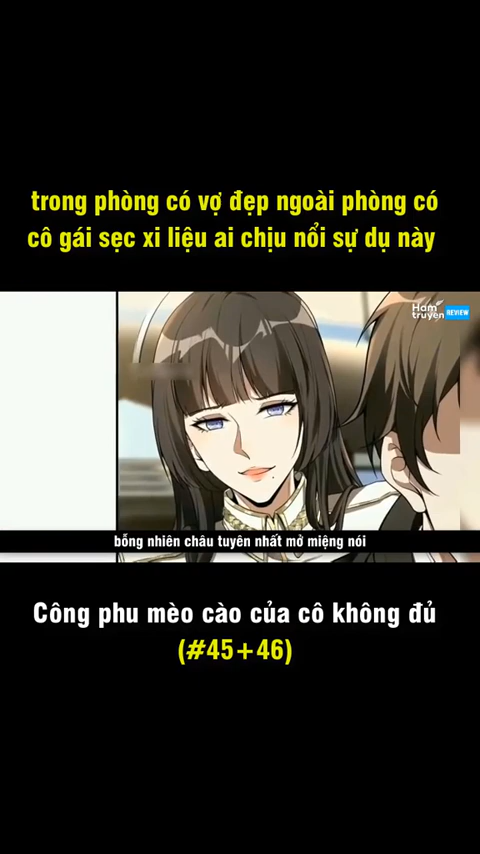 trong phòng có vợ đẹp ngoài phòng có
cô gái sẹc xi liệu ai chịu nổi sự dụ này
Ham
truyện REVIEW
bỗng nhiên châu tuyên nhất mở miệng nói
Công phu mèo cào của cô không đủ
(#45+46)